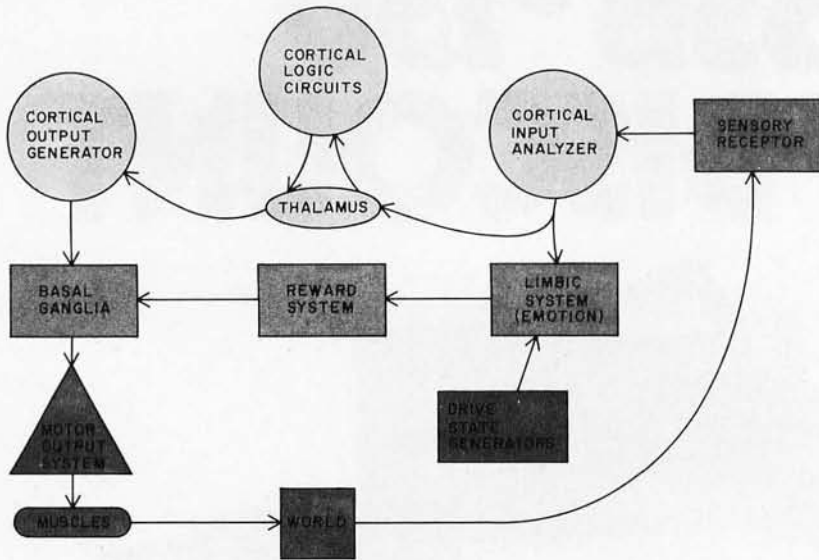 CORTICAL
LOGIC
CIRCUITS
CORTICAL
OUTPUT
GENERATOR
CORTICAL
INPUT
ANALYZER
SENSORY
RECEPTOR
THALAMUS
BASAL
GANGLIA
REWARD
SYSTEM
LIMBIC
SYSTEM
(EMOTION)
DRIVE
STATE
GENERATORS
MOTOR
OUTPUT
SYSTEM
MUSCLES
WORLD